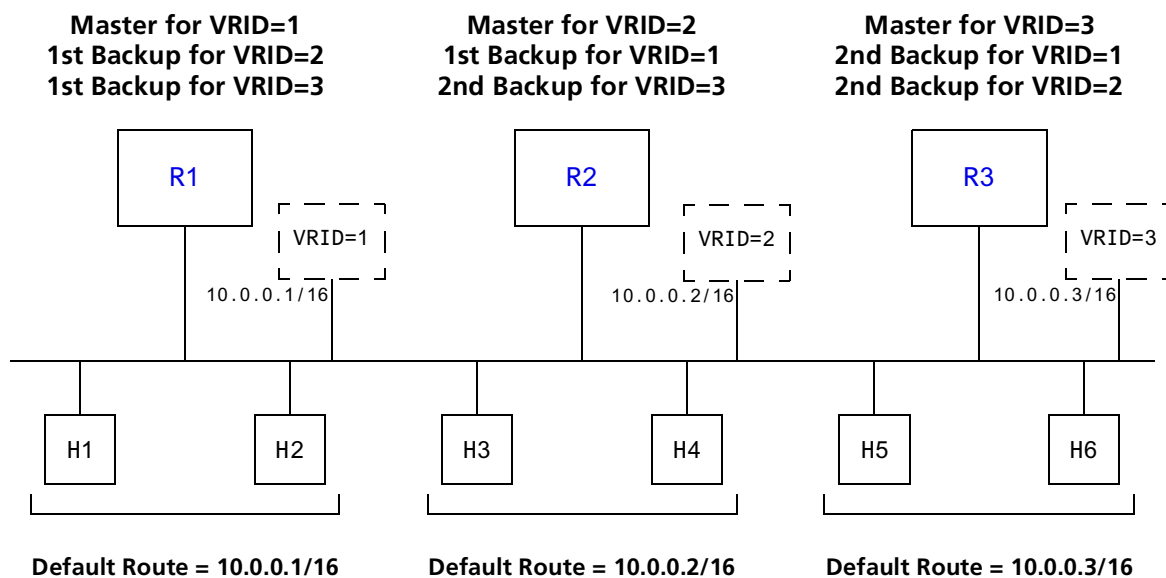 Master for VRID=1
1st Backup for VRID=2
1st Backup for VRID=3
Master for VRID=2
1st Backup for VRID=1
2nd Backup for VRID=3
Master for VRID=3
2nd Backup for VRID=1
2nd Backup for VRID=2
R1
R2
R3
VRID=1
VRID=2
VRID=3
10.0.0.1/16
10.0.0.2/16
10.0.0.3/16
H1
H2
H3
H4
H5
H6
Default Route = 10.0.0.1/16
Default Route = 10.0.0.2/16
Default Route = 10.0.0.3/16